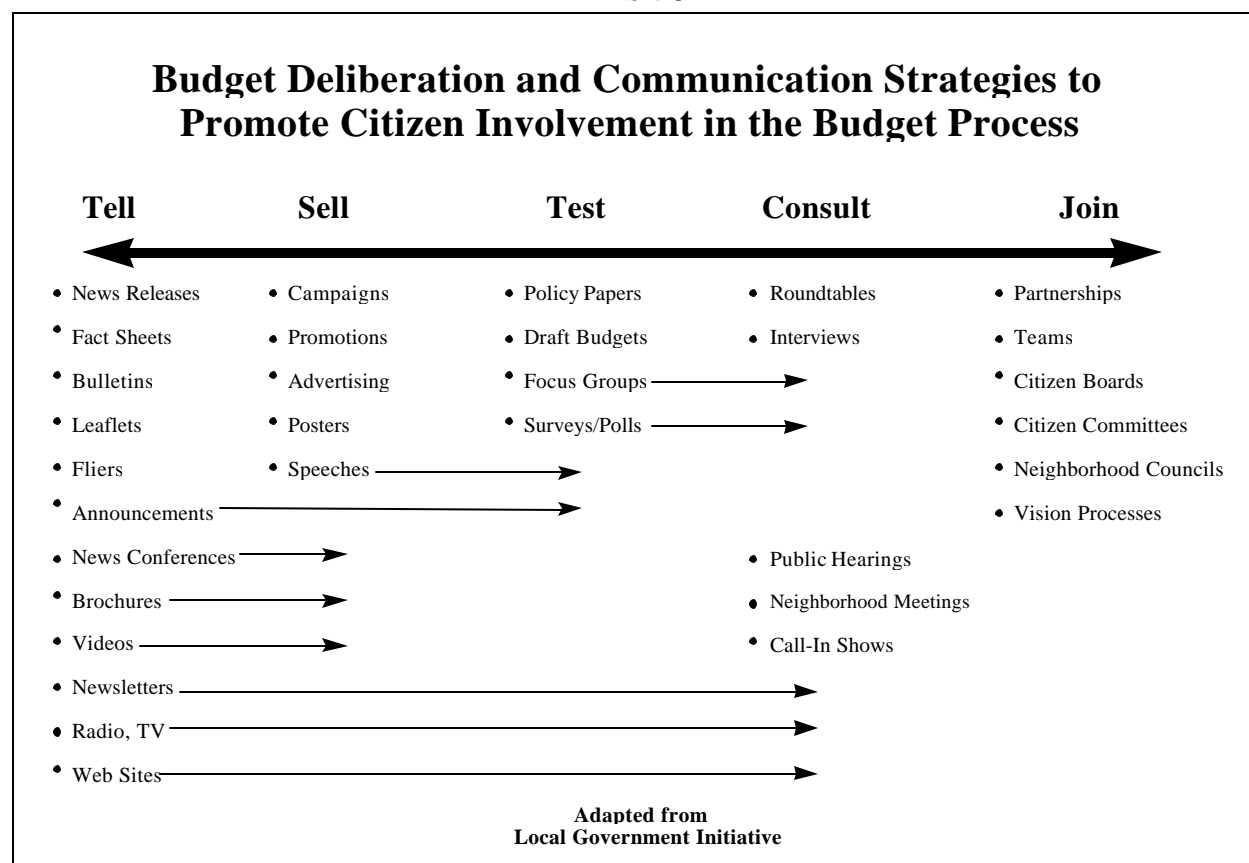 Budget Deliberation and Communication Strategies to
Promote Citizen Involvement in the Budget Process
Tell Sell Test Consult Join
• News Releases • Campaigns • Policy Papers • Roundtables • Partnerships
• Fact Sheets • Promotions • Draft Budgets • Interviews • Teams
• Bulletins • Advertising • Focus Groups • Citizen Boards
• Leaflets • Posters • Surveys/Polls • Citizen Committees
• Fliers • Speeches • Neighborhood Councils
• Announcements • Vision Processes
• News Conferences • Public Hearings
• Brochures • Neighborhood Meetings
• Videos • Call-In Shows
• Newsletters
• Radio, TV
• Web Sites
Adapted from
Local Government Initiative